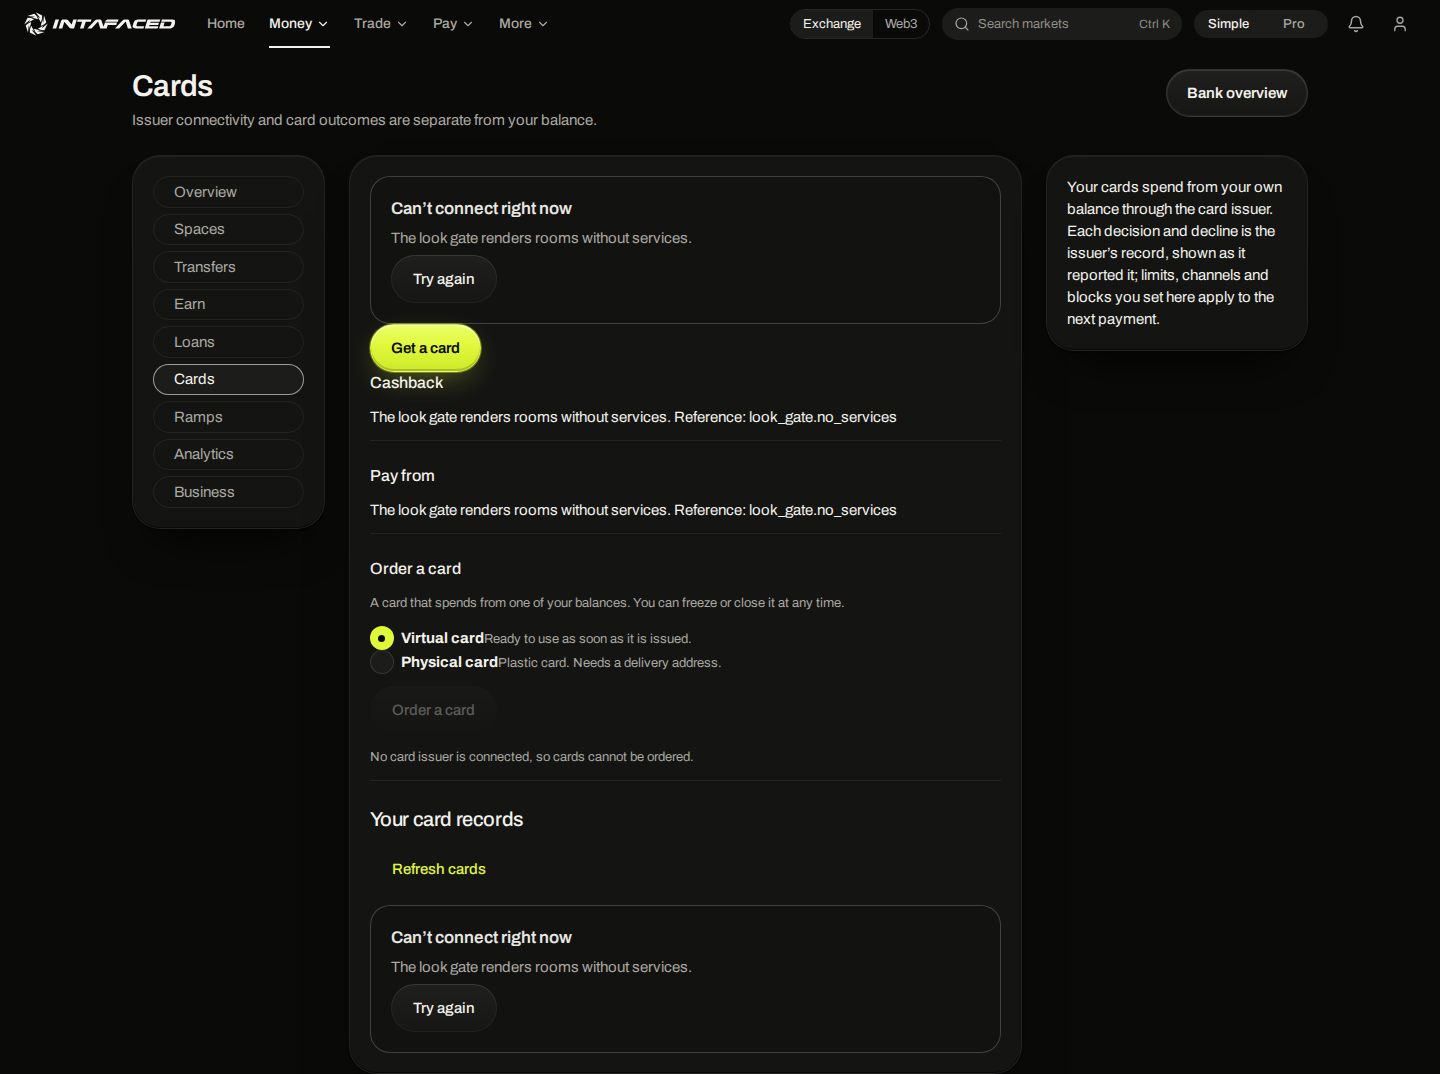 INTAFACED
Home
Money
Trade
Pay
More
Exchange
Web3
Search markets
Ctrl K
Simple
Pro
Cards
Issuer connectivity and card outcomes are separate from your balance.
Bank overview
Overview
Spaces
Transfers
Earn
Loans
Cards
Ramps
Analytics
Business
Can’t connect right now
The look gate renders rooms without services.
Try again
Get a card
Cashback
The look gate renders rooms without services. Reference: look_gate.no_services
Pay from
The look gate renders rooms without services. Reference: look_gate.no_services
Order a card
A card that spends from one of your balances. You can freeze or close it at any time.
Virtual card Ready to use as soon as it is issued.
Physical card Plastic card. Needs a delivery address.
Order a card
No card issuer is connected, so cards cannot be ordered.
Your card records
Refresh cards
Can’t connect right now
The look gate renders rooms without services.
Try again
Your cards spend from your own
balance through the card issuer.
Each decision and decline is the
issuer’s record, shown as it
reported it; limits, channels and
blocks you set here apply to the
next payment.